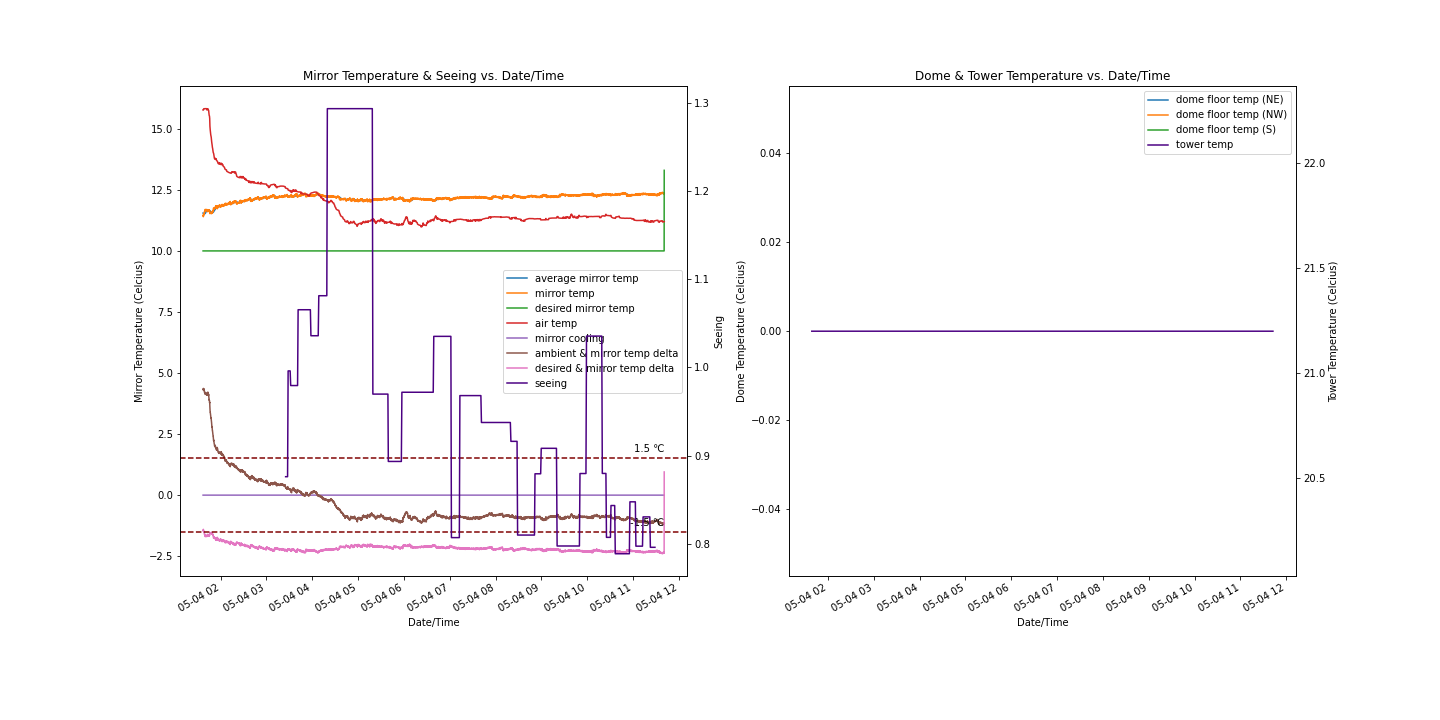 Mirror Temperature & Seeing vs. Date/Time
Mirror Temperature (Celcius)
15.0
12.5
10.0
7.5
5.0
2.5
0.0
−2.5
average mirror temp
mirror temp
desired mirror temp
air temp
mirror cooling
ambient & mirror temp delta
desired & mirror temp delta
seeing
1.5 °C
-1.5 °C
1.3
1.2
1.1
1.0
0.9
0.8
Seeing
05-04 02
05-04 03
05-04 04
05-04 05
05-04 06
05-04 07
05-04 08
05-04 09
05-04 10
05-04 11
05-04 12
Date/Time
Dome & Tower Temperature vs. Date/Time
Dome Temperature (Celcius)
0.04
0.02
0.00
−0.02
−0.04
dome floor temp (NE)
dome floor temp (NW)
dome floor temp (S)
tower temp
22.0
21.5
21.0
20.5
Tower Temperature (Celcius)
05-04 02
05-04 03
05-04 04
05-04 05
05-04 06
05-04 07
05-04 08
05-04 09
05-04 10
05-04 11
05-04 12
Date/Time